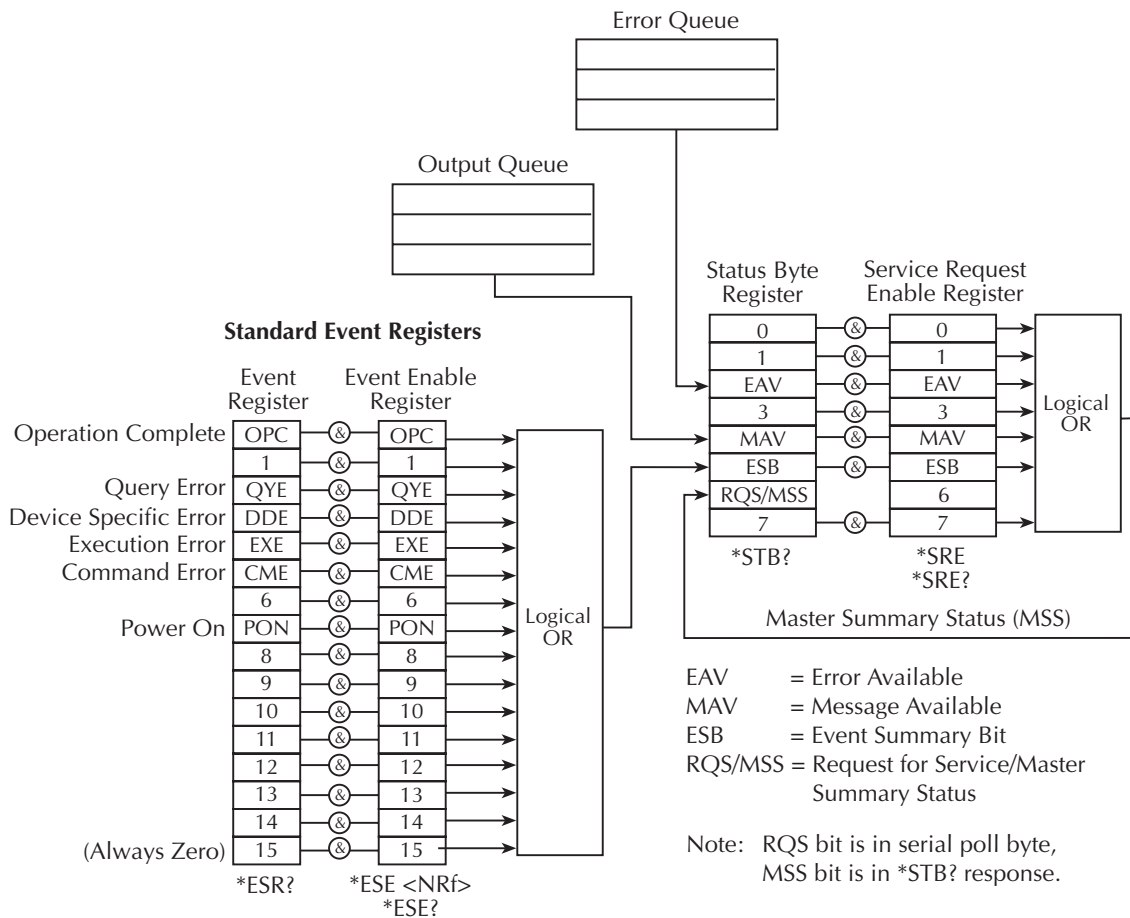 Error Queue
Output Queue
Status Byte
Register
Service Request
Enable Register
0 & 0
1 & 1
EAV & EAV
3 & 3
MAV & MAV
ESB & ESB
RQS/MSS 6
7 & 7
Logical
OR
*STB?
*SRE
*SRE?
Master Summary Status (MSS)
Standard Event Registers
Event
Register
Event Enable
Register
Operation Complete OPC & OPC
1 & 1
Query Error QYE & QYE
Device Specific Error DDE & DDE
Execution Error EXE & EXE
Command Error CME & CME
6 & 6
Power On PON & PON
8 & 8
9 & 9
10 & 10
11 & 11
12 & 12
13 & 13
14 & 14
(Always Zero) 15 & 15
Logical
OR
*ESR?
*ESE <NRf>
*ESE?
EAV = Error Available
MAV = Message Available
ESB = Event Summary Bit
RQS/MSS = Request for Service/Master
Summary Status
Note: RQS bit is in serial poll byte,
MSS bit is in *STB? response.